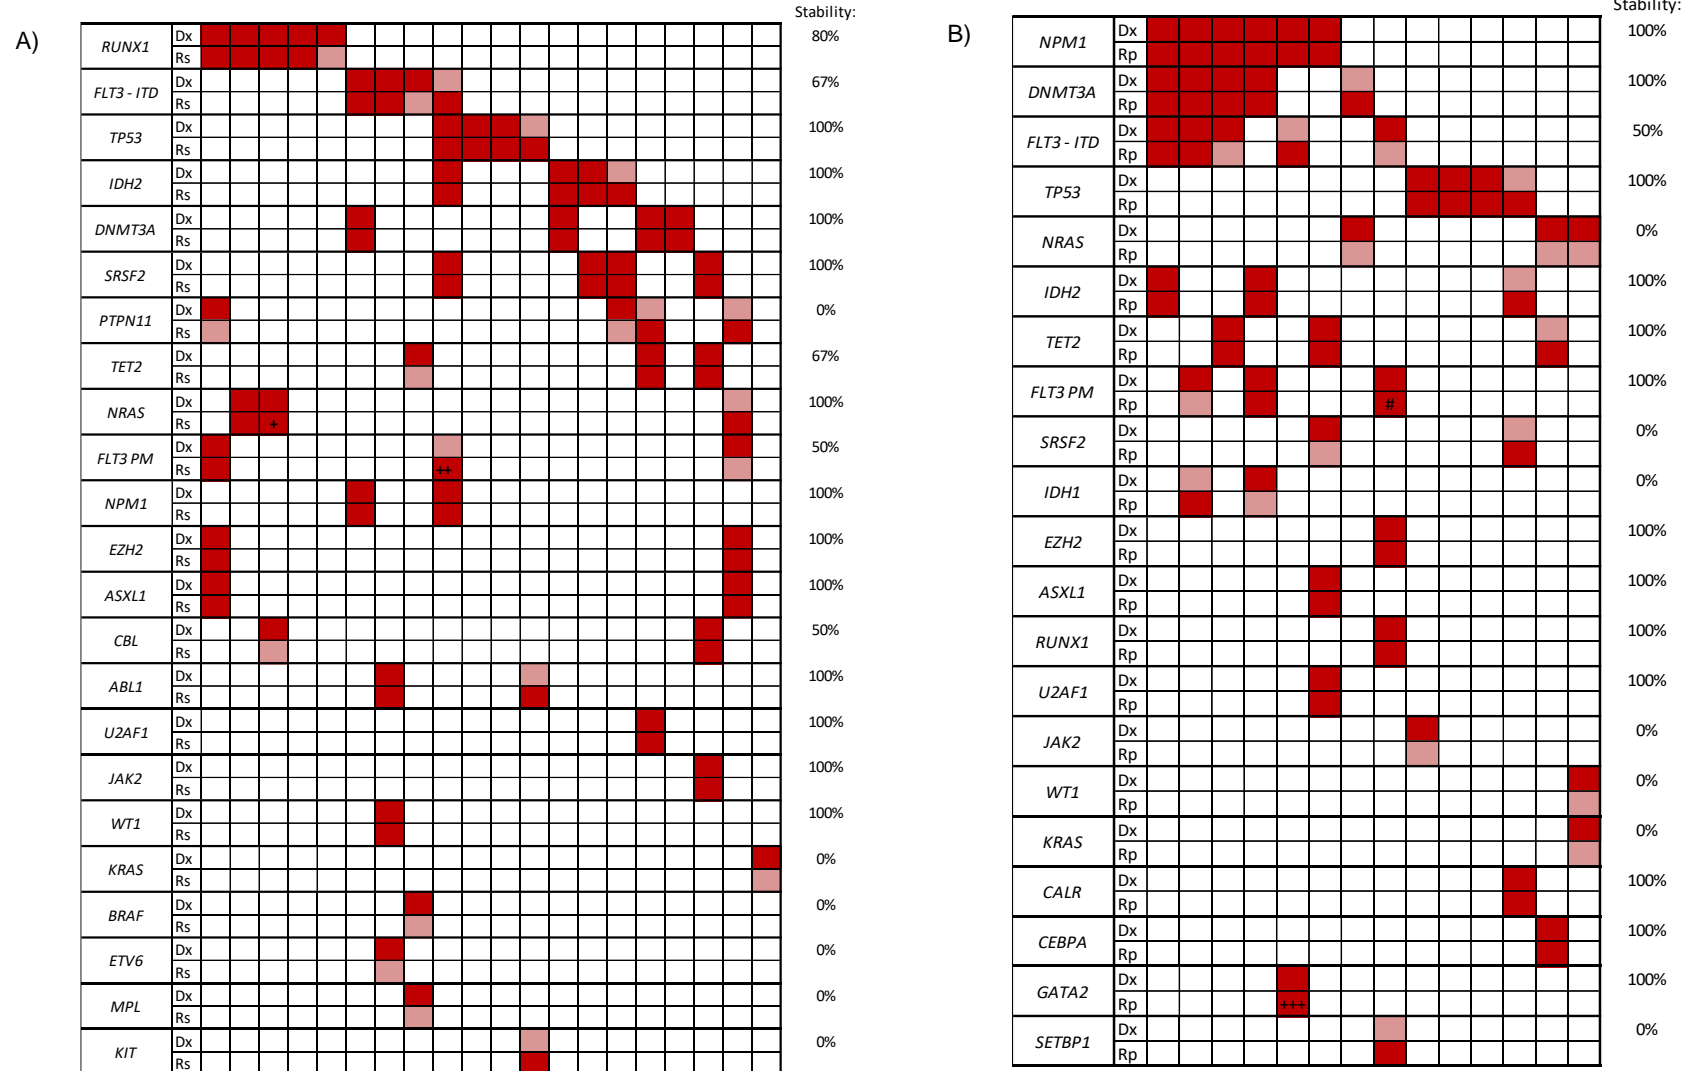 A)
Stability:
RUNX1 Dx 80%
Rs
FLT3 - ITD Dx 67%
Rs
TP53 Dx 100%
Rs
IDH2 Dx 100%
Rs
DNMT3A Dx 100%
Rs
SRSF2 Dx 100%
Rs
PTPN11 Dx 0%
Rs
TET2 Dx 67%
Rs
NRAS Dx 100%
Rs +
FLT3 PM Dx 50%
Rs ++
NPM1 Dx 100%
Rs
EZH2 Dx 100%
Rs
ASXL1 Dx 100%
Rs
CBL Dx 50%
Rs
ABL1 Dx 100%
Rs
U2AF1 Dx 100%
Rs
JAK2 Dx 100%
Rs
WT1 Dx 100%
Rs
KRAS Dx 0%
Rs
BRAF Dx 0%
Rs
ETV6 Dx 0%
Rs
MPL Dx 0%
Rs
KIT Dx 0%
Rs
B)
Stability:
NPM1 Dx 100%
Rp
DNMT3A Dx 100%
Rp
FLT3 - ITD Dx 50%
Rp
TP53 Dx 100%
Rp
NRAS Dx 0%
Rp
IDH2 Dx 100%
Rp
TET2 Dx 100%
Rp
FLT3 PM Dx 100%
Rp #
SRSF2 Dx 0%
Rp
IDH1 Dx 0%
Rp
EZH2 Dx 100%
Rp
ASXL1 Dx 100%
Rp
RUNX1 Dx 100%
Rp
U2AF1 Dx 100%
Rp
JAK2 Dx 0%
Rp
WT1 Dx 0%
Rp
KRAS Dx 0%
Rp
CALR Dx 100%
Rp
CEBPA Dx 100%
Rp
GATA2 Dx 100%
Rp +++
SETBP1 Dx 0%
Rp